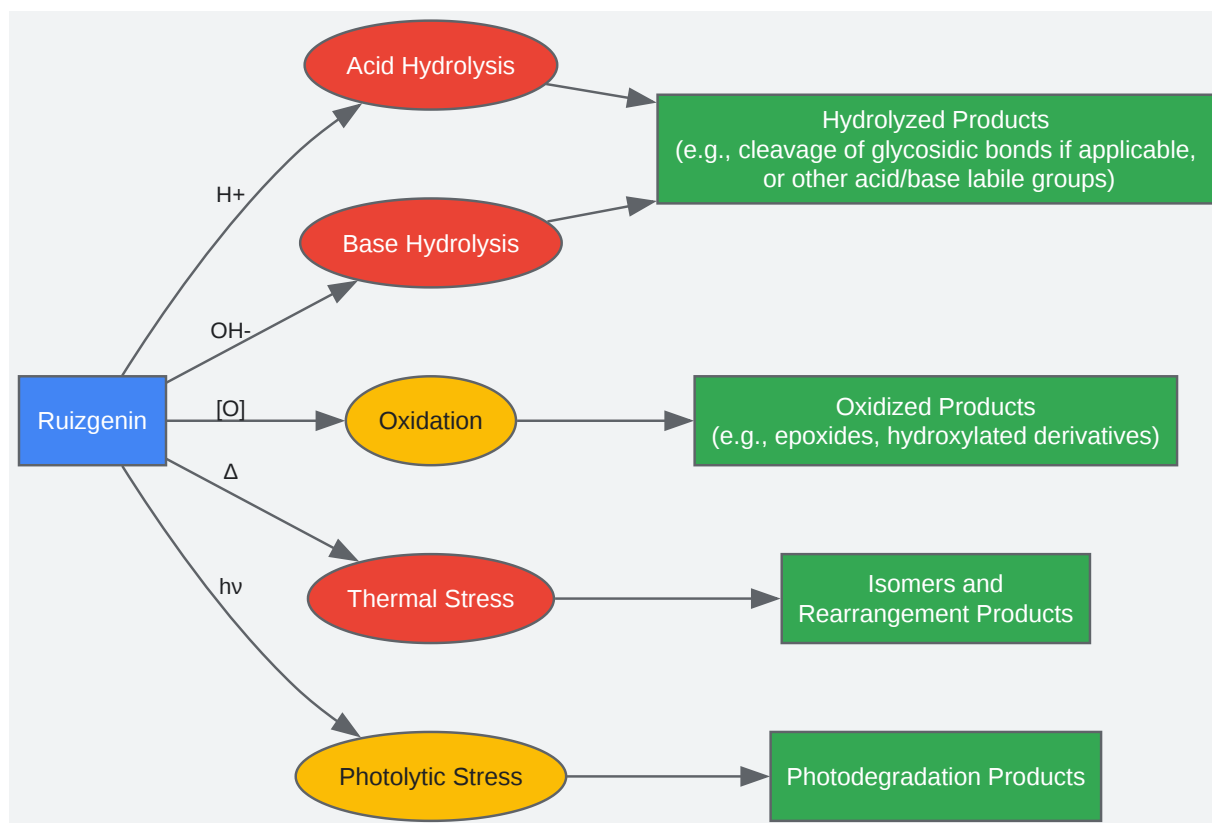 Acid Hydrolysis
Hydrolyzed Products
(e.g., cleavage of glycosidic bonds if applicable,
or other acid/base labile groups)
H+
Base Hydrolysis
OH-
Ruizgenin
[O]
Oxidation
Oxidized Products
(e.g., epoxides, hydroxylated derivatives)
Δ
Thermal Stress
Isomers and
Rearrangement Products
hν
Photolytic Stress
Photodegradation Products